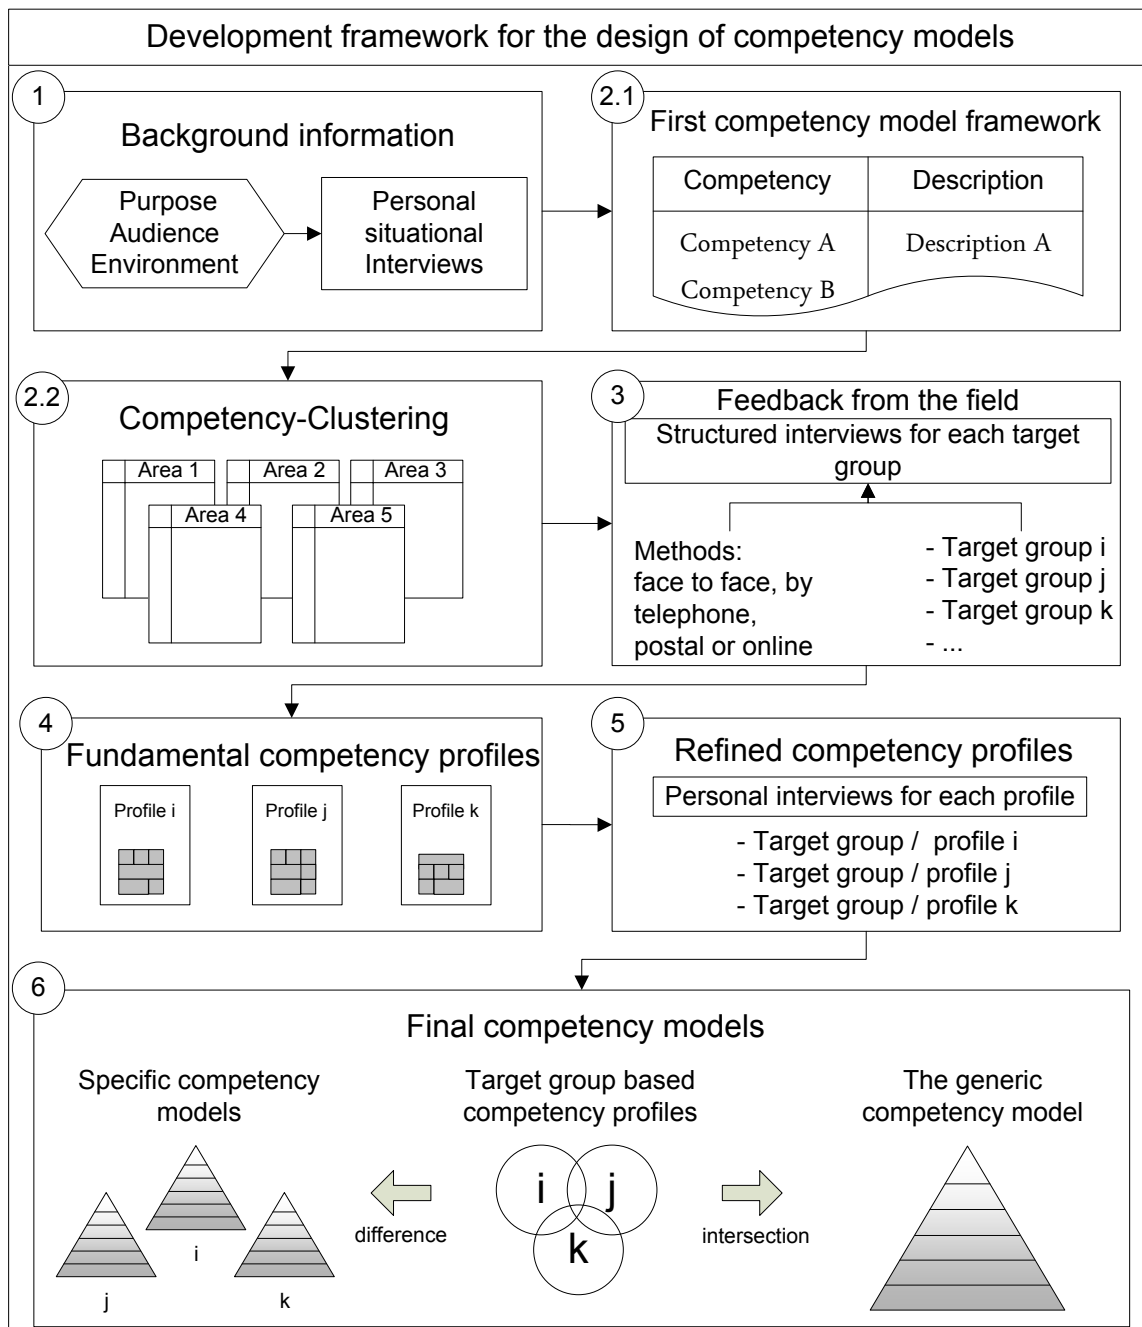 Development framework for the design of competency models
1
Background information
Purpose
Audience
Environment
Personal
situational
Interviews
2.1
First competency model framework
Competency
Description
Competency A
Description A
Competency B
2.2
Competency-Clustering
Area 1
Area 2
Area 3
Area 4
Area 5
3
Feedback from the field
Structured interviews for each target
group
Methods:
face to face, by
telephone,
postal or online
- Target group i
- Target group j
- Target group k
- ...
4
Fundamental competency profiles
Profile i
Profile j
Profile k
5
Refined competency profiles
Personal interviews for each profile
- Target group / profile i
- Target group / profile j
- Target group / profile k
6
Final competency models
Specific competency
models
i
j
k
difference
Target group based
competency profiles
i
j
k
intersection
The generic
competency model